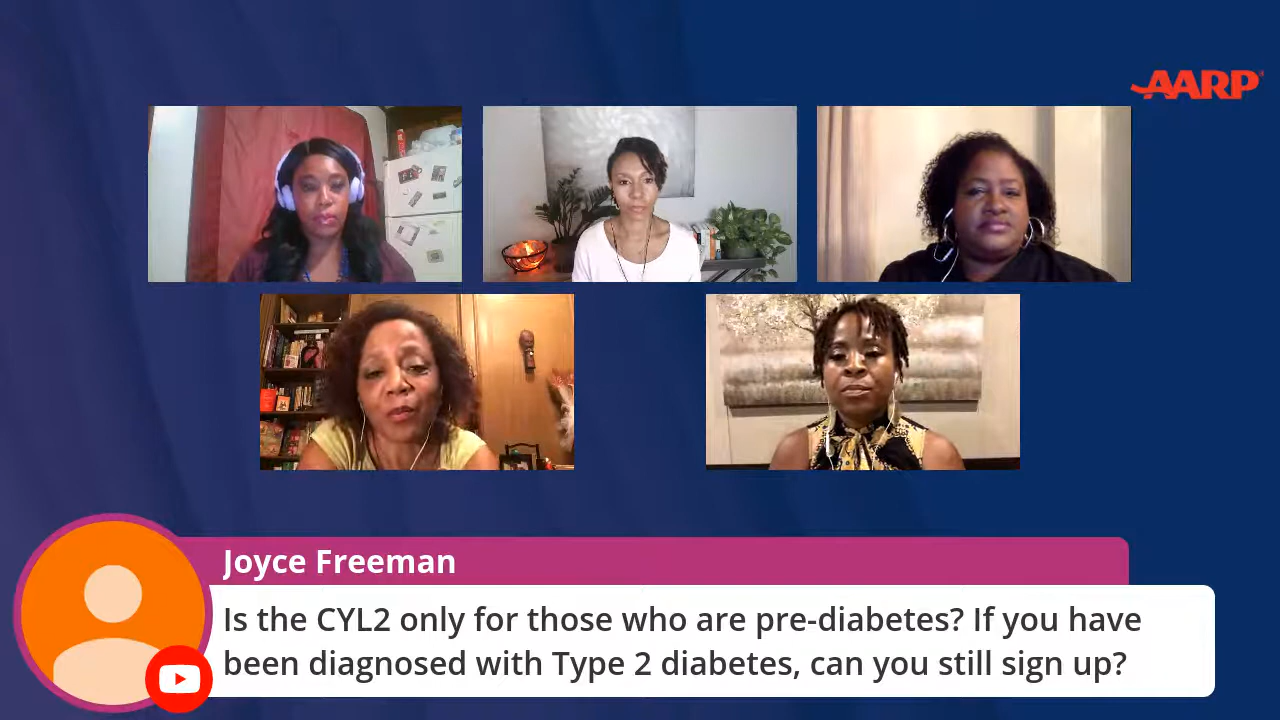 AARP
Joyce Freeman
Is the CYL2 only for those who are pre-diabetes? If you have
been diagnosed with Type 2 diabetes, can you still sign up?